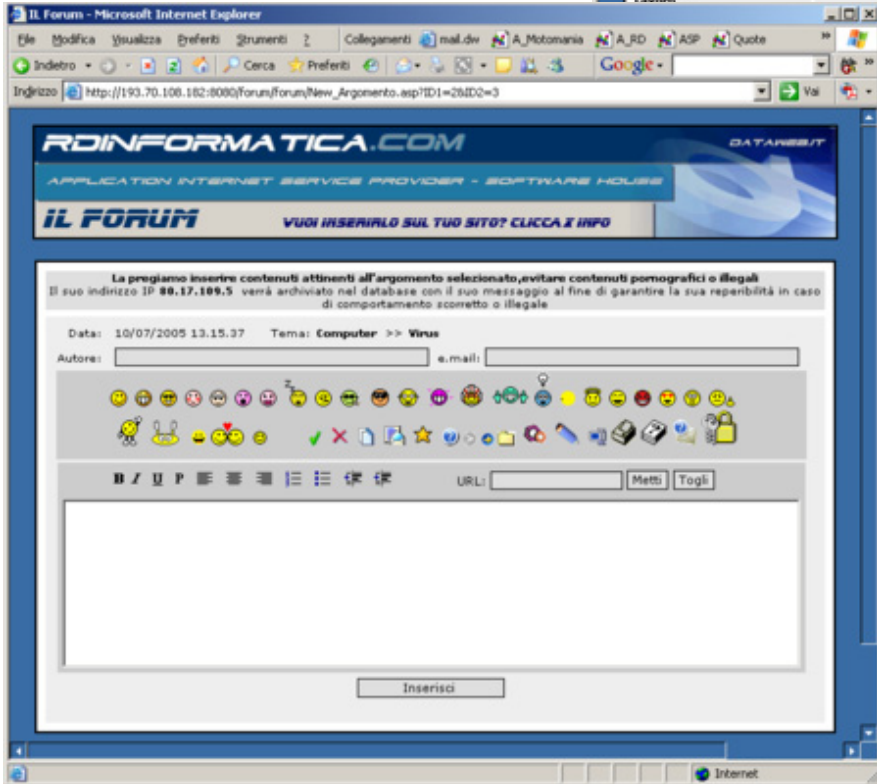 IL Forum - Microsoft Internet Explorer
File Modifica Visualizza Preferiti Strumenti ? Collegamenti mail.dw A_Motomania A_RD ASP Quote »
Indietro Cerca Preferiti Google »
Indirizzo http://193.70.108.182:8080/forum/forum/New_Argomento.asp?ID1=2&ID2=3 Vai
RDINFORMATICA.COM DATAWEB.IT
APPLICATION INTERNET SERVICE PROVIDER - SOFTWARE HOUSE
IL FORUM VUOI INSERIRLO SUL TUO SITO? CLICCA X INFO
La pregiamo inserire contenuti attinenti all'argomento selezionato,evitare contenuti pornografici o illegali
Il suo indirizzo IP 80.17.109.5 verrà archiviato nel database con il suo messaggio al fine di garantire la sua reperibilità in caso
di comportamento scorretto o illegale
Data: 10/07/2005 13.15.37 Tema: Computer >> Virus
Autore: e.mail:
B I U P URL: Metti Togli
Inserisci
Internet